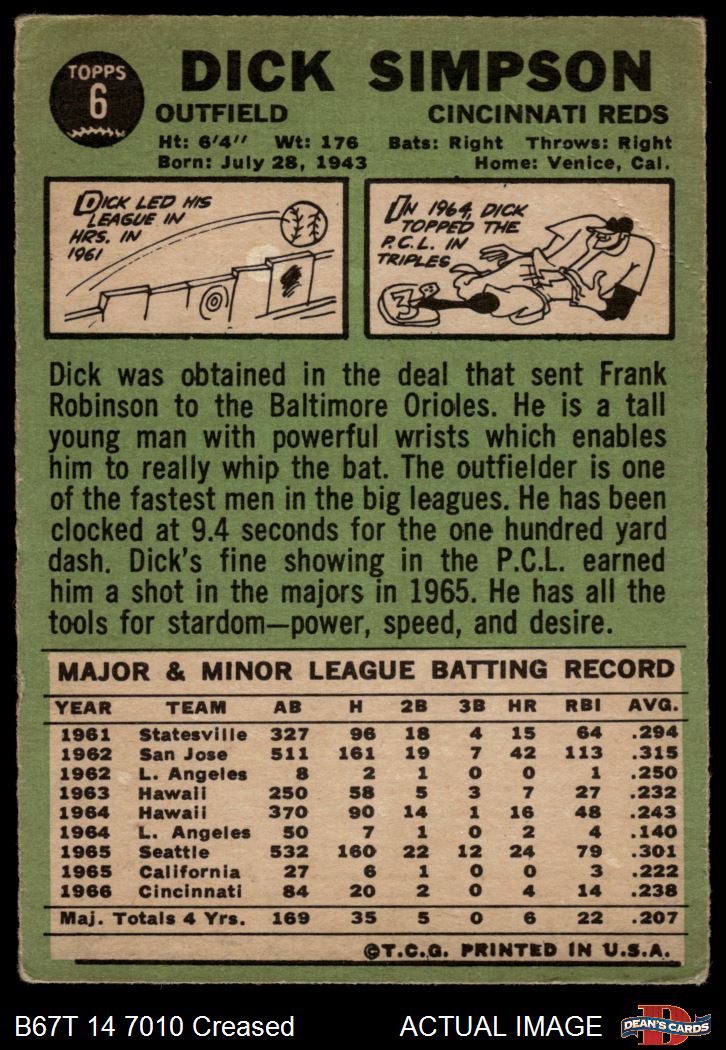 TOPPS
6
DICK SIMPSON
OUTFIELD CINCINNATI REDS
Ht: 6'4" Wt: 176 Bats: Right Throws: Right
Born: July 28, 1943 Home: Venice, Cal.
DICK LED HIS
LEAGUE IN
HRS. IN
1961
IN 1964, DICK
TOPPED THE
P.C.L. IN
TRIPLES
3
Dick was obtained in the deal that sent Frank
Robinson to the Baltimore Orioles. He is a tall
young man with powerful wrists which enables
him to really whip the bat. The outfielder is one
of the fastest men in the big leagues. He has been
clocked at 9.4 seconds for the one hundred yard
dash. Dick's fine showing in the P.C.L. earned
him a shot in the majors in 1965. He has all the
tools for stardom—power, speed, and desire.
MAJOR & MINOR LEAGUE BATTING RECORD
YEAR TEAM AB H 2B 3B HR RBI AVG.
1961 Statesville 327 96 18 4 15 64 .294
1962 San Jose 511 161 19 7 42 113 .315
1962 L. Angeles 8 2 1 0 0 1 .250
1963 Hawaii 250 58 5 3 7 27 .232
1964 Hawaii 370 90 14 1 16 48 .243
1964 L. Angeles 50 7 1 0 2 4 .140
1965 Seattle 532 160 22 12 24 79 .301
1965 California 27 6 1 0 0 3 .222
1966 Cincinnati 84 20 2 0 4 14 .238
Maj. Totals 4 Yrs. 169 35 5 0 6 22 .207
©T.C.G. PRINTED IN U.S.A.
B67T 14 7010 Creased ACTUAL IMAGE
D
DEAN'S CARDS